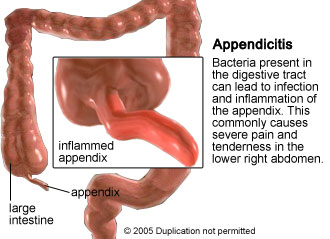 Appendicitis
Bacteria present in
the digestive tract
can lead to infection
and inflammation of
the appendix. This
commonly causes
severe pain and
tenderness in the
lower right abdomen.
inflammed
appendix
appendix
large
intestine
© 2005 Duplication not permitted